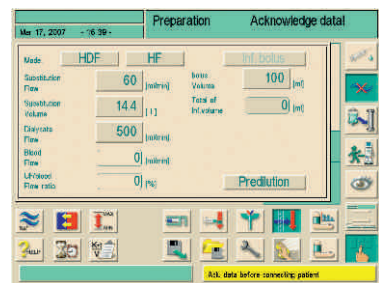 Preparation Acknowledge data!
Mar 17, 2007 - 16:39 -
Mode HDF HF Inf.bolus
Substitution Flow 60 [ml/min] bolus Volume 100 [ml]
Substitution Volume 14.4 [l] Total of Inf.volume 0 [ml]
Dialysate Flow 500 [ml/min]
Blood Flow 0 [ml/min]
UF/blood Flow ratio 0 [%] Predilution
HELP
Ack. data before connecting patient